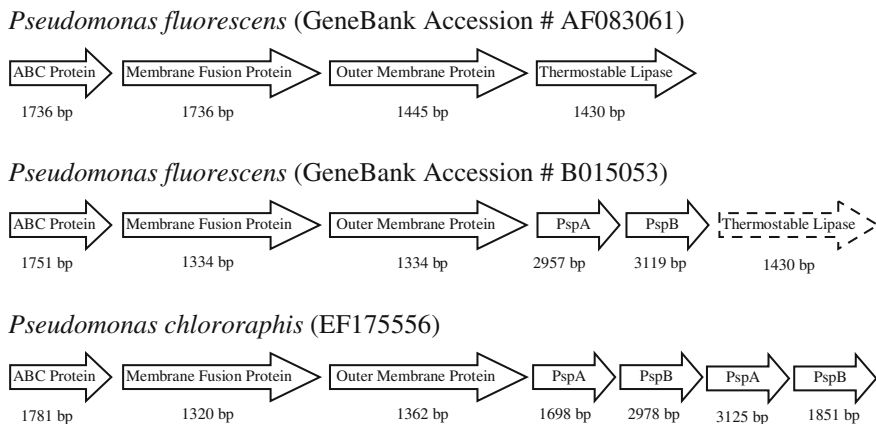 Pseudomonas fluorescens (GeneBank Accession # AF083061)
ABC Protein Membrane Fusion Protein Outer Membrane Protein Thermostable Lipase
1736 bp 1736 bp 1445 bp 1430 bp
Pseudomonas fluorescens (GeneBank Accession # B015053)
ABC Protein Membrane Fusion Protein Outer Membrane Protein PspA PspB Thermostable Lipase
1751 bp 1334 bp 1334 bp 2957 bp 3119 bp 1430 bp
Pseudomonas chlororaphis (EF175556)
ABC Protein Membrane Fusion Protein Outer Membrane Protein PspA PspB PspA PspB
1781 bp 1320 bp 1362 bp 1698 bp 2978 bp 3125 bp 1851 bp